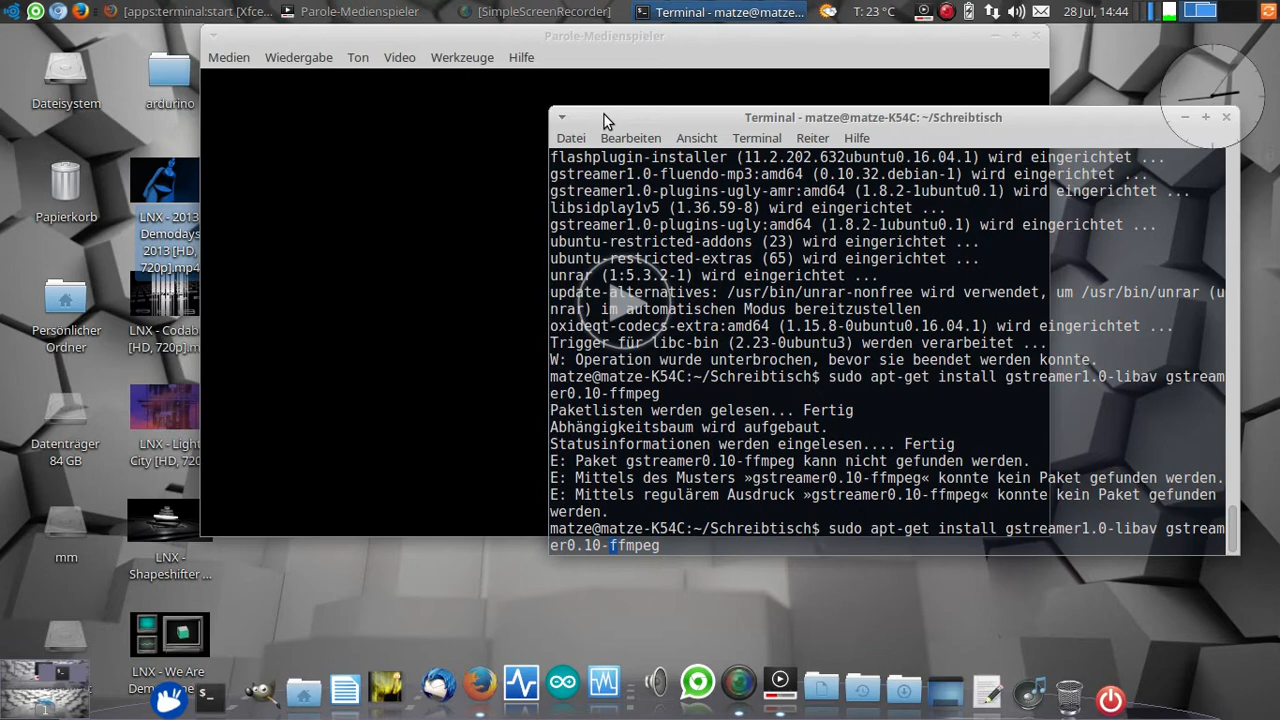 [apps:terminal:start [Xfce...
Parole-Medienspieler
[SimpleScreenRecorder]
Terminal - matze@matze...
T: 23 °C
28 Jul, 14:44
Parole-Medienspieler
Medien Wiedergabe Ton Video Werkzeuge Hilfe
Terminal - matze@matze-K54C: ~/Schreibtisch
Datei Bearbeiten Ansicht Terminal Reiter Hilfe
flashplugin-installer (11.2.202.632ubuntu0.16.04.1) wird eingerichtet ...
gstreamer1.0-fluendo-mp3:amd64 (0.10.32.debian-1) wird eingerichtet ...
gstreamer1.0-plugins-ugly-amr:amd64 (1.8.2-1ubuntu0.1) wird eingerichtet ...
libsidplay1v5 (1.36.59-8) wird eingerichtet ...
gstreamer1.0-plugins-ugly:amd64 (1.8.2-1ubuntu0.1) wird eingerichtet ...
ubuntu-restricted-addons (23) wird eingerichtet ...
ubuntu-restricted-extras (65) wird eingerichtet ...
unrar (1:5.3.2-1) wird eingerichtet ...
update-alternatives: /usr/bin/unrar-nonfree wird verwendet, um /usr/bin/unrar (u
nrar) im automatischen Modus bereitzustellen
oxideqt-codecs-extra:amd64 (1.15.8-0ubuntu0.16.04.1) wird eingerichtet ...
Trigger für libc-bin (2.23-0ubuntu3) werden verarbeitet ...
W: Operation wurde unterbrochen, bevor sie beendet werden konnte.
matze@matze-K54C:~/Schreibtisch$ sudo apt-get install gstreamer1.0-libav gstream
er0.10-ffmpeg
Paketlisten werden gelesen... Fertig
Abhängigkeitsbaum wird aufgebaut.
Statusinformationen werden eingelesen.... Fertig
E: Paket gstreamer0.10-ffmpeg kann nicht gefunden werden.
E: Mittels des Musters »gstreamer0.10-ffmpeg« konnte kein Paket gefunden werden.
E: Mittels regulärem Ausdruck »gstreamer0.10-ffmpeg« konnte kein Paket gefunden
werden.
matze@matze-K54C:~/Schreibtisch$ sudo apt-get install gstreamer1.0-libav gstream
er0.10-ffmpeg
Dateisystem
ardurino
Papierkorb
LNX - 2013
Demodays
2013 [HD,
720p].mp4
Persönlicher
Ordner
LNX - Codab
[HD, 720p].m
Datenträger
84 GB
LNX - Light
City [HD, 720
mm
LNX -
Shapeshifter
LNX - We Are
1